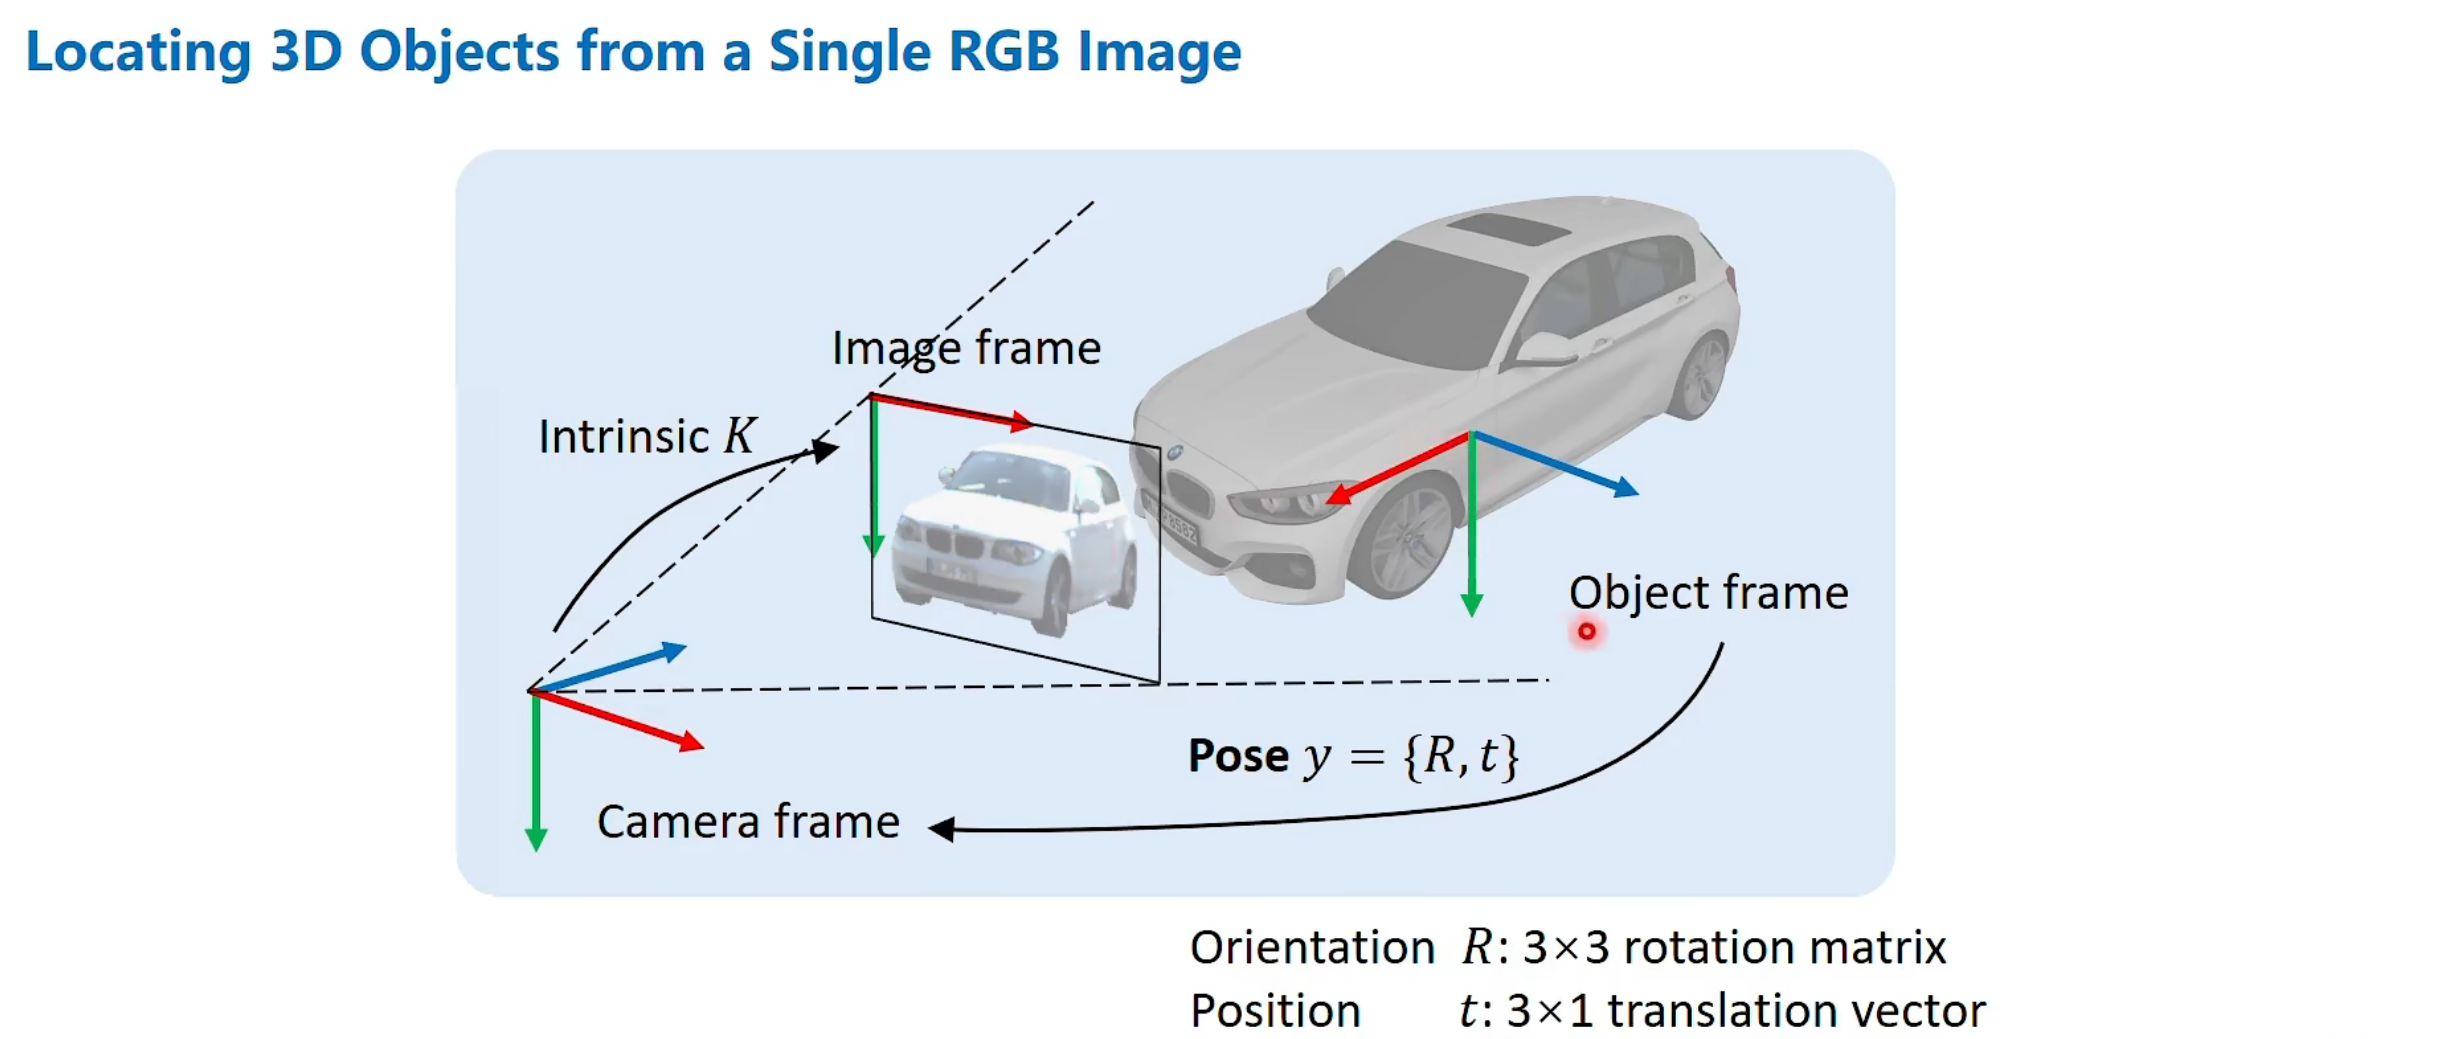 Locating 3D Objects from a Single RGB Image
Image frame
Intrinsic K
Object frame
Pose y = {R, t}
Camera frame
Orientation R: 3×3 rotation matrix
Position t: 3×1 translation vector